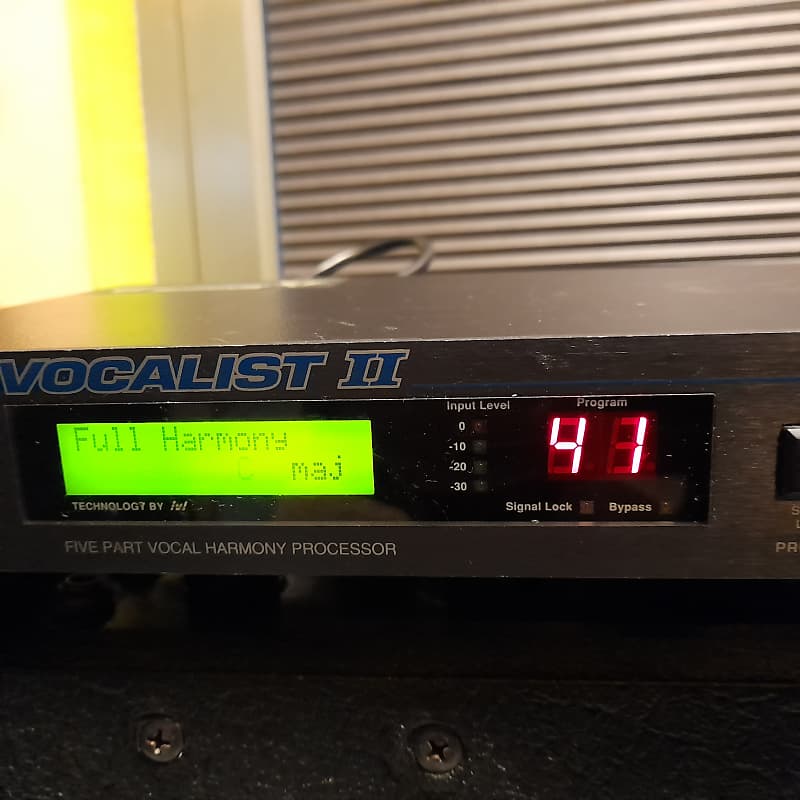 VOCALIST II
Input Level
Program
0
-10
-20
-30
41
Full Harmony
C maj
TECHNOLOGY BY ivl
Signal Lock
Bypass
FIVE PART VOCAL HARMONY PROCESSOR